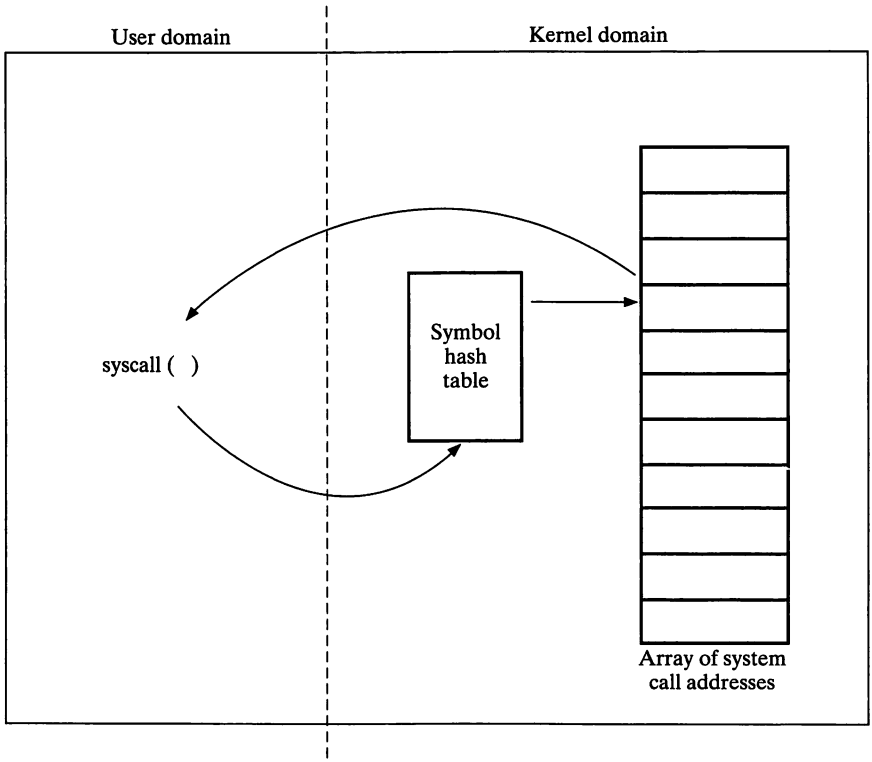 User domain
Kernel domain
Symbol
hash
table
syscall ( )
Array of system
call addresses